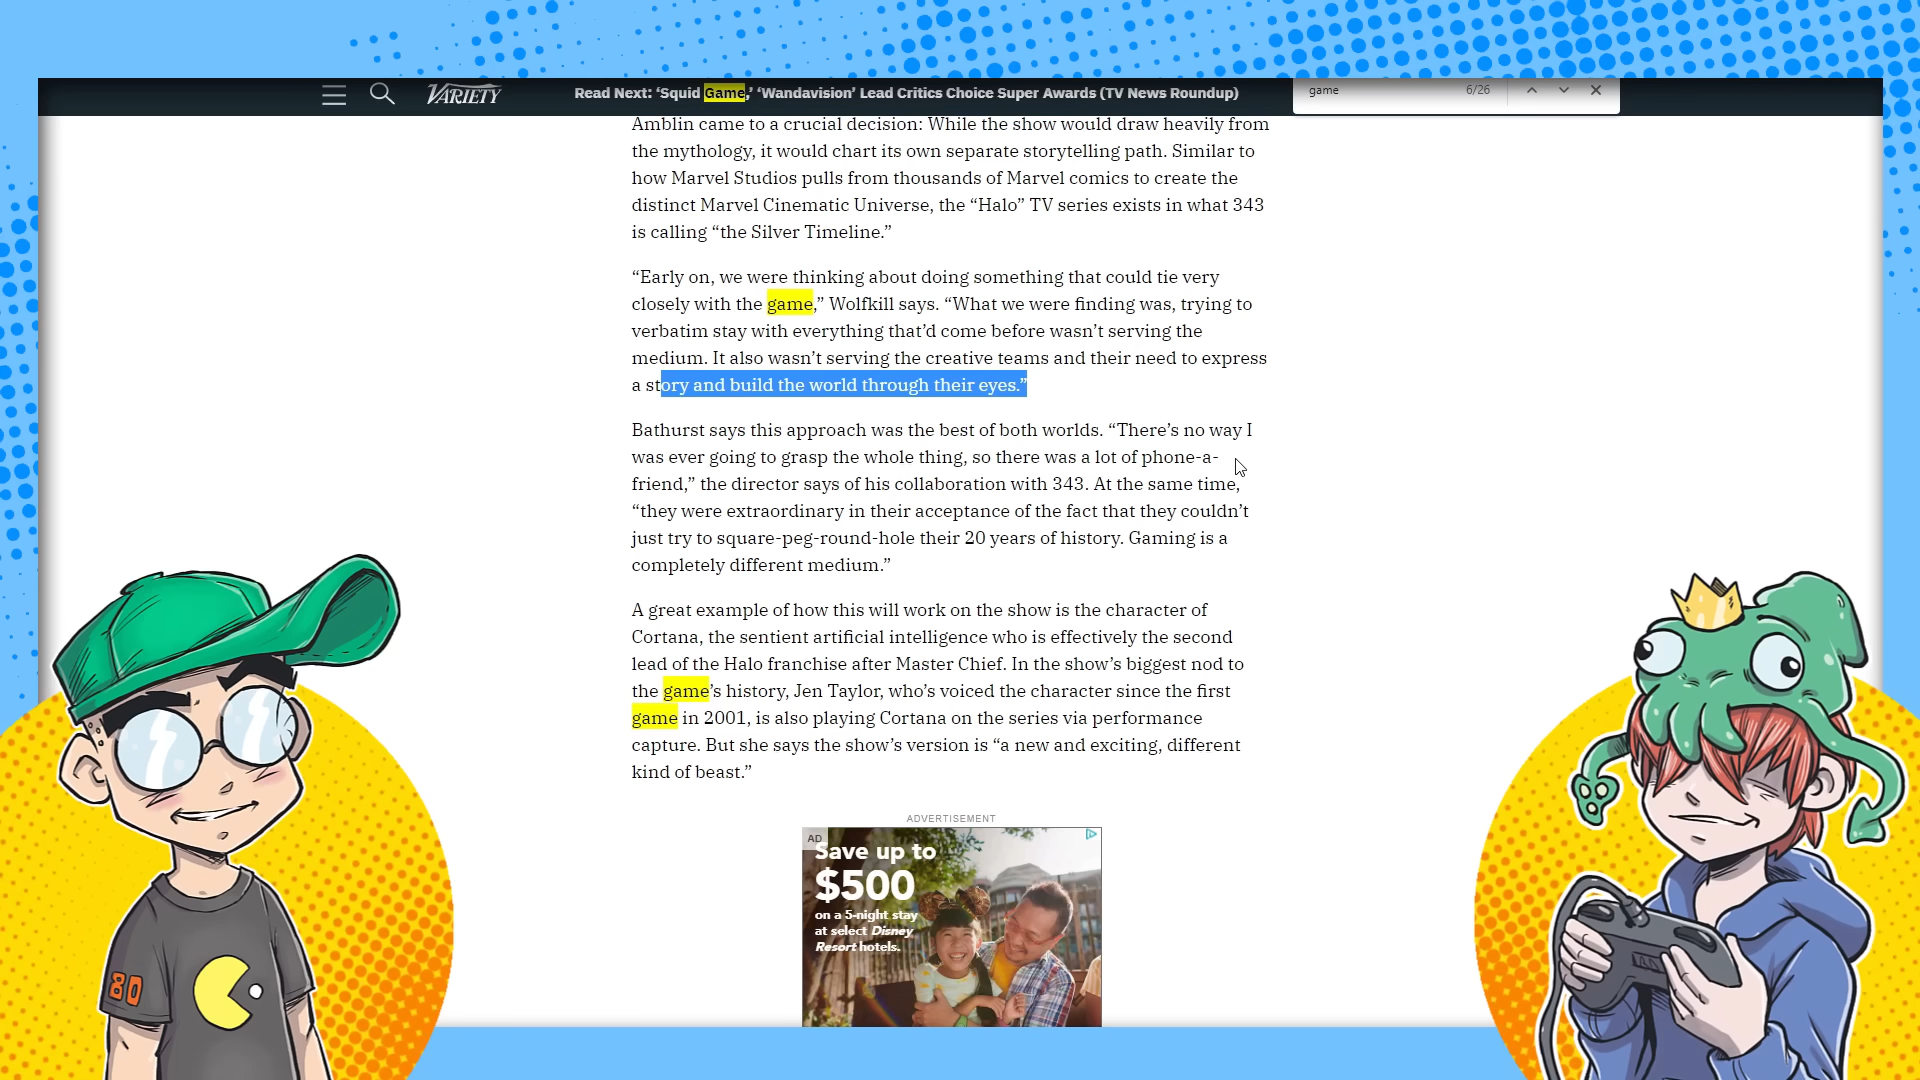 VARIETY
Read Next: ‘Squid Game,’ ‘Wandavision’ Lead Critics Choice Super Awards (TV News Roundup)
game
6/26
Amblin came to a crucial decision: While the show would draw heavily from
the mythology, it would chart its own separate storytelling path. Similar to
how Marvel Studios pulls from thousands of Marvel comics to create the
distinct Marvel Cinematic Universe, the “Halo” TV series exists in what 343
is calling “the Silver Timeline.”
“Early on, we were thinking about doing something that could tie very
closely with the game,” Wolfkill says. “What we were finding was, trying to
verbatim stay with everything that’d come before wasn’t serving the
medium. It also wasn’t serving the creative teams and their need to express
a story and build the world through their eyes.”
Bathurst says this approach was the best of both worlds. “There’s no way I
was ever going to grasp the whole thing, so there was a lot of phone-a-
friend,” the director says of his collaboration with 343. At the same time,
“they were extraordinary in their acceptance of the fact that they couldn’t
just try to square-peg-round-hole their 20 years of history. Gaming is a
completely different medium.”
A great example of how this will work on the show is the character of
Cortana, the sentient artificial intelligence who is effectively the second
lead of the Halo franchise after Master Chief. In the show’s biggest nod to
the game’s history, Jen Taylor, who’s voiced the character since the first
game in 2001, is also playing Cortana on the series via performance
capture. But she says the show’s version is “a new and exciting, different
kind of beast.”
ADVERTISEMENT
AD
Save up to
$500
on a 5-night stay
at select Disney
Resort hotels.
80